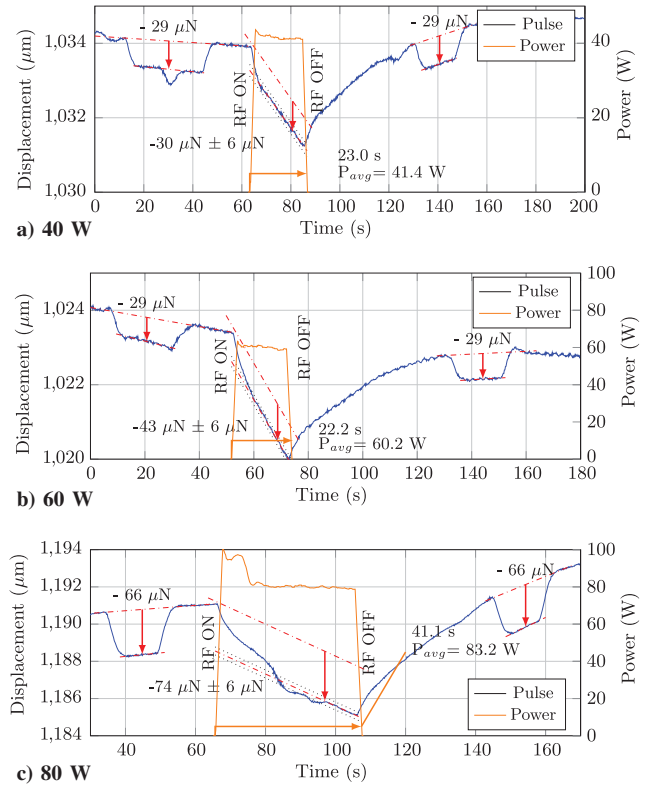 1,034
1,032
1,030
Displacement (µm)
- 29 µN
RF ON
RF OFF
-30 µN ± 6 µN
23.0 s
P_avg= 41.4 W
- 29 µN
Pulse
Power
40
20
0
Power (W)
0 20 40 60 80 100 120 140 160 180 200
Time (s)
a) 40 W
1,024
1,022
1,020
Displacement (µm)
- 29 µN
RF ON
RF OFF
-43 µN ± 6 µN
22.2 s
P_avg= 60.2 W
- 29 µN
Pulse
Power
100
80
60
40
20
0
Power (W)
0 20 40 60 80 100 120 140 160 180
Time (s)
b) 60 W
1,194
1,192
1,190
1,188
1,186
1,184
Displacement (µm)
- 66 µN
RF ON
RF OFF
-74 µN ± 6 µN
41.1 s
P_avg= 83.2 W
- 66 µN
Pulse
Power
100
80
60
40
20
0
Power (W)
40 60 80 100 120 140 160
Time (s)
c) 80 W